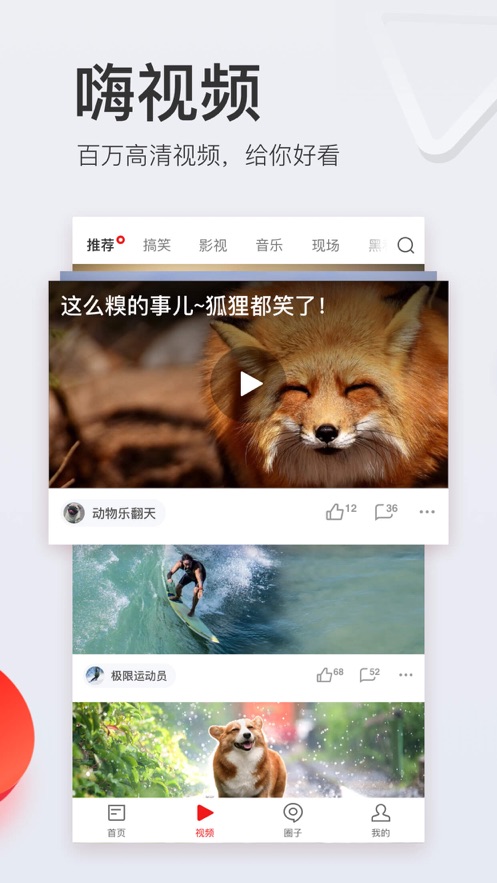 嗨视频
百万高清视频，给你好看
推荐 搞笑 影视 音乐 现场 黑
这么糗的事儿~狐狸都笑了！
动物乐翻天 12 36
极限运动员 68 52
首页 视频 圈子 我的